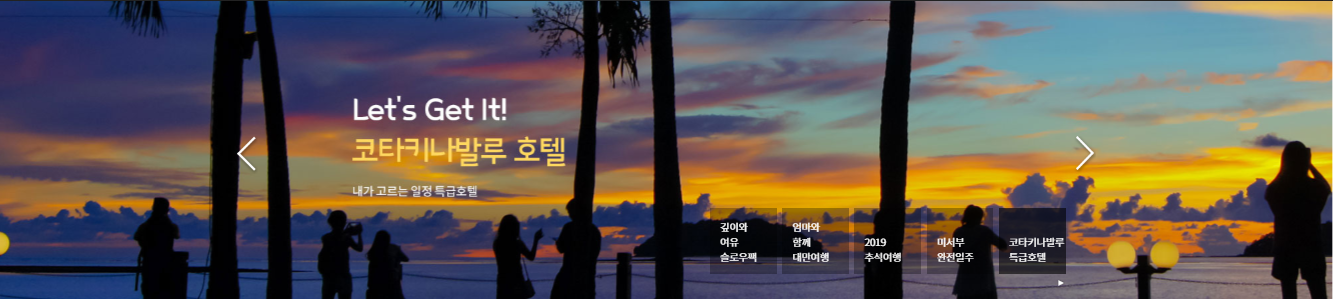 Let's Get It!
코타키나발루 호텔
내가 고르는 일정 특급호텔
깊이와
여유
슬로우팩
엄마와
함께
대만여행
2019
추석여행
미서부
완전일주
코타키나발루
특급호텔